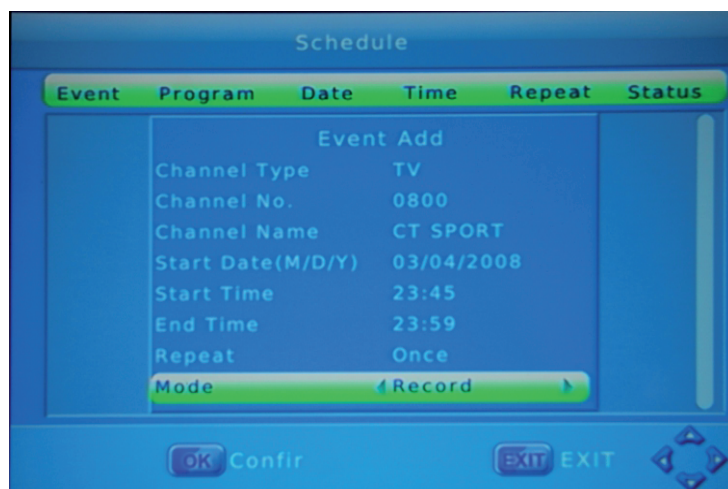 Schedule
Event Program Date Time Repeat Status
Event Add
Channel Type TV
Channel No. 0800
Channel Name CT SPORT
Start Date(M/D/Y) 03/04/2008
Start Time 23:45
End Time 23:59
Repeat Once
Mode Record
OK Confir EXIT EXIT